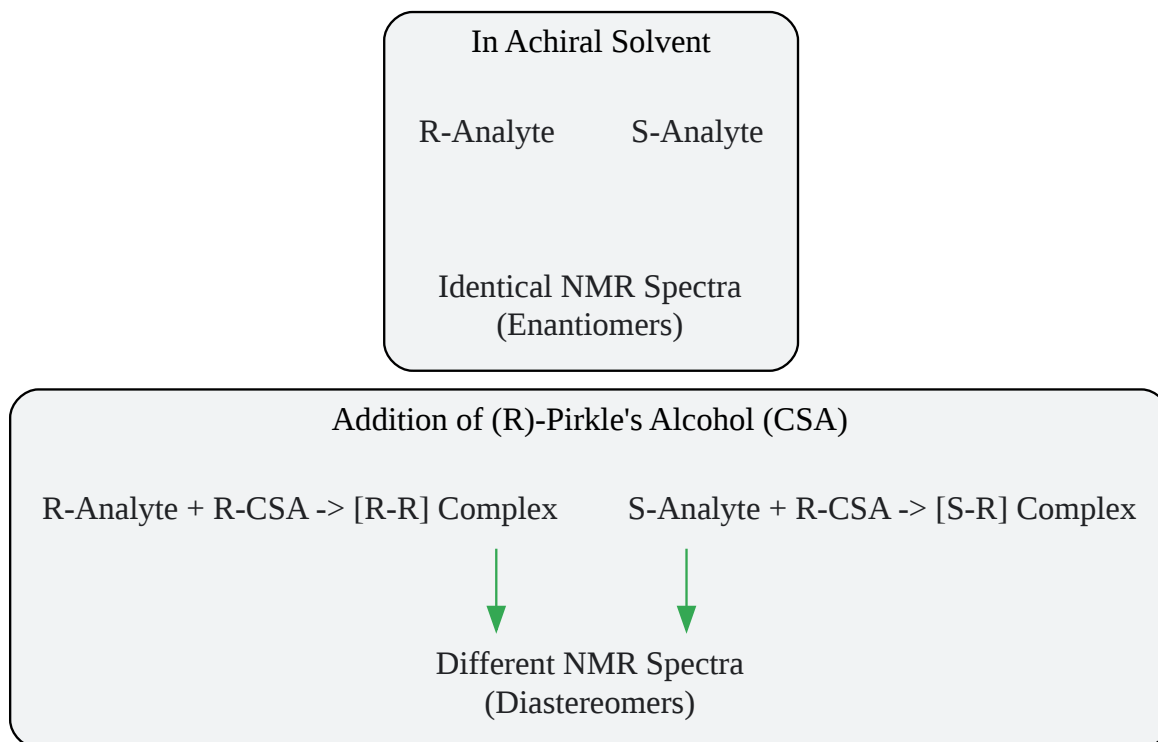 In Achiral Solvent
R-Analyte
S-Analyte
Identical NMR Spectra
(Enantiomers)
Addition of (R)-Pirkle's Alcohol (CSA)
R-Analyte + R-CSA -> [R-R] Complex
S-Analyte + R-CSA -> [S-R] Complex
Different NMR Spectra
(Diastereomers)